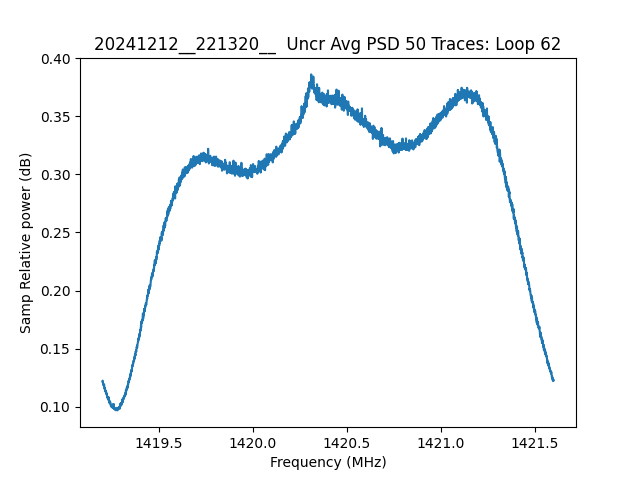 20241212__221320__  Uncr Avg PSD 50 Traces: Loop 62
0.40
0.35
0.30
0.25
0.20
0.15
0.10
Samp Relative power (dB)
1419.5 1420.0 1420.5 1421.0 1421.5
Frequency (MHz)